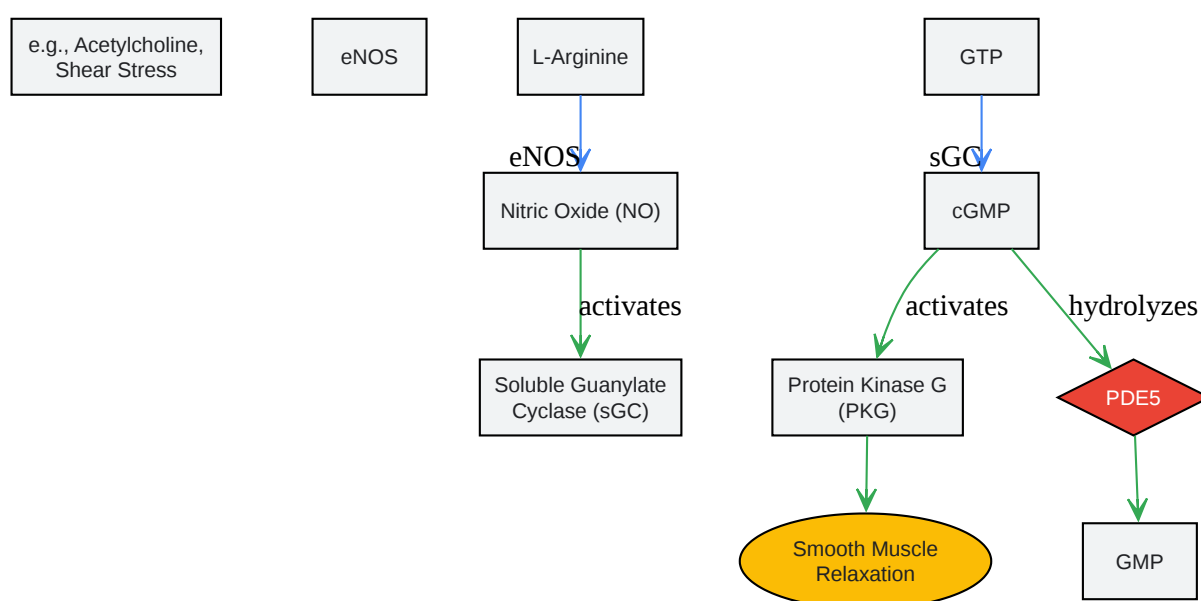 e.g., Acetylcholine,
Shear Stress
eNOS
L-Arginine
GTP
eNOS
sGC
Nitric Oxide (NO)
cGMP
activates
activates
hydrolyzes
Soluble Guanylate
Cyclase (sGC)
Protein Kinase G
(PKG)
PDE5
Smooth Muscle
Relaxation
GMP